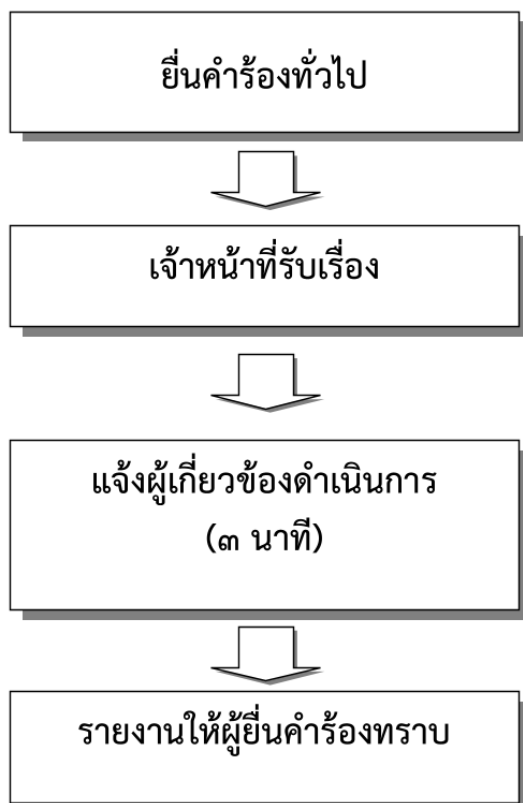 ยื่นคำร้องทั่วไป
เจ้าหน้าที่รับเรื่อง
แจ้งผู้เกี่ยวข้องดำเนินการ
(๓ นาที)
รายงานให้ผู้ยื่นคำร้องทราบ